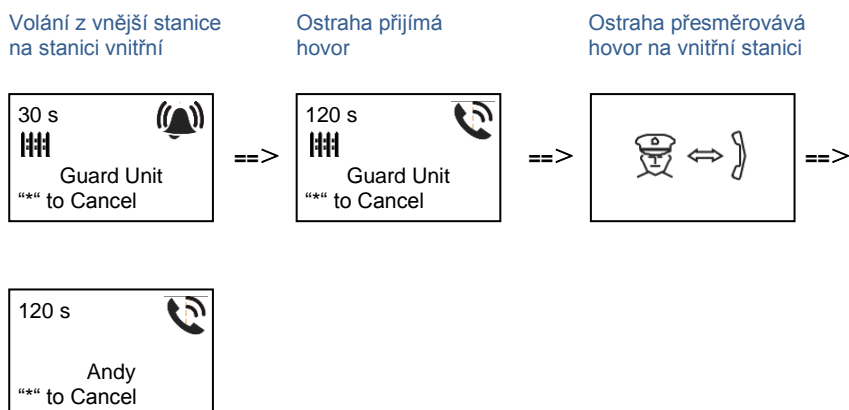 Volání z vnější stanice
na stanici vnitřní
Ostraha přijímá
hovor
Ostraha přesměrovává
hovor na vnitřní stanici
30 s
Guard Unit
“*“ to Cancel
==>
120 s
Guard Unit
“*“ to Cancel
==>
==>
120 s
Andy
“*“ to Cancel